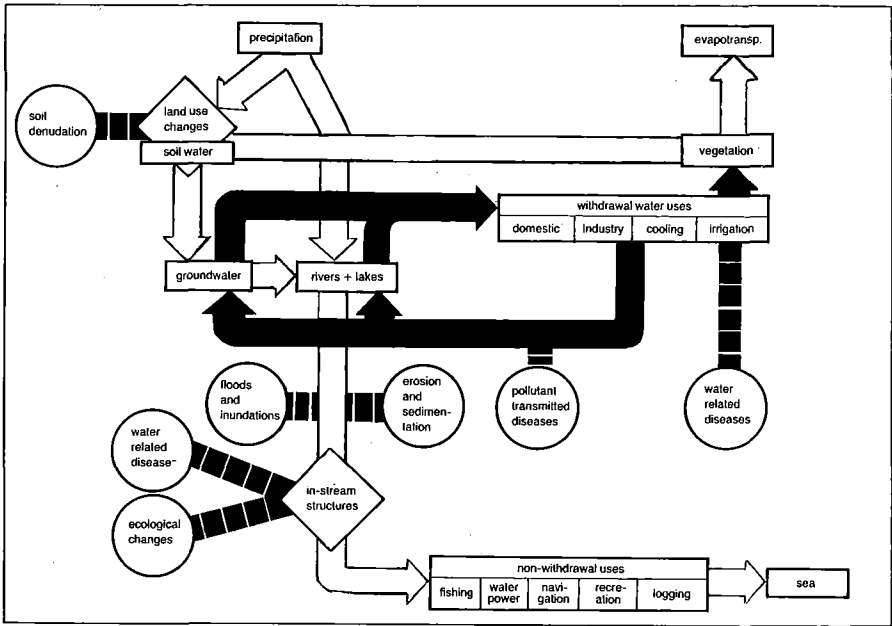 precipitation
evapotransp.
soil
denudation
land use
changes
soil water
vegetation
withdrawal water uses
domestic
industry
cooling
irrigation
groundwater
rivers + lakes
floods
and
inundations
erosion
and
sedimen-
tation
pollutant
transmitted
diseases
water
related
diseases
water
related
disease
ecological
changes
in-stream
structures
non-withdrawal uses
fishing
water
power
navi-
gation
recre-
ation
logging
sea